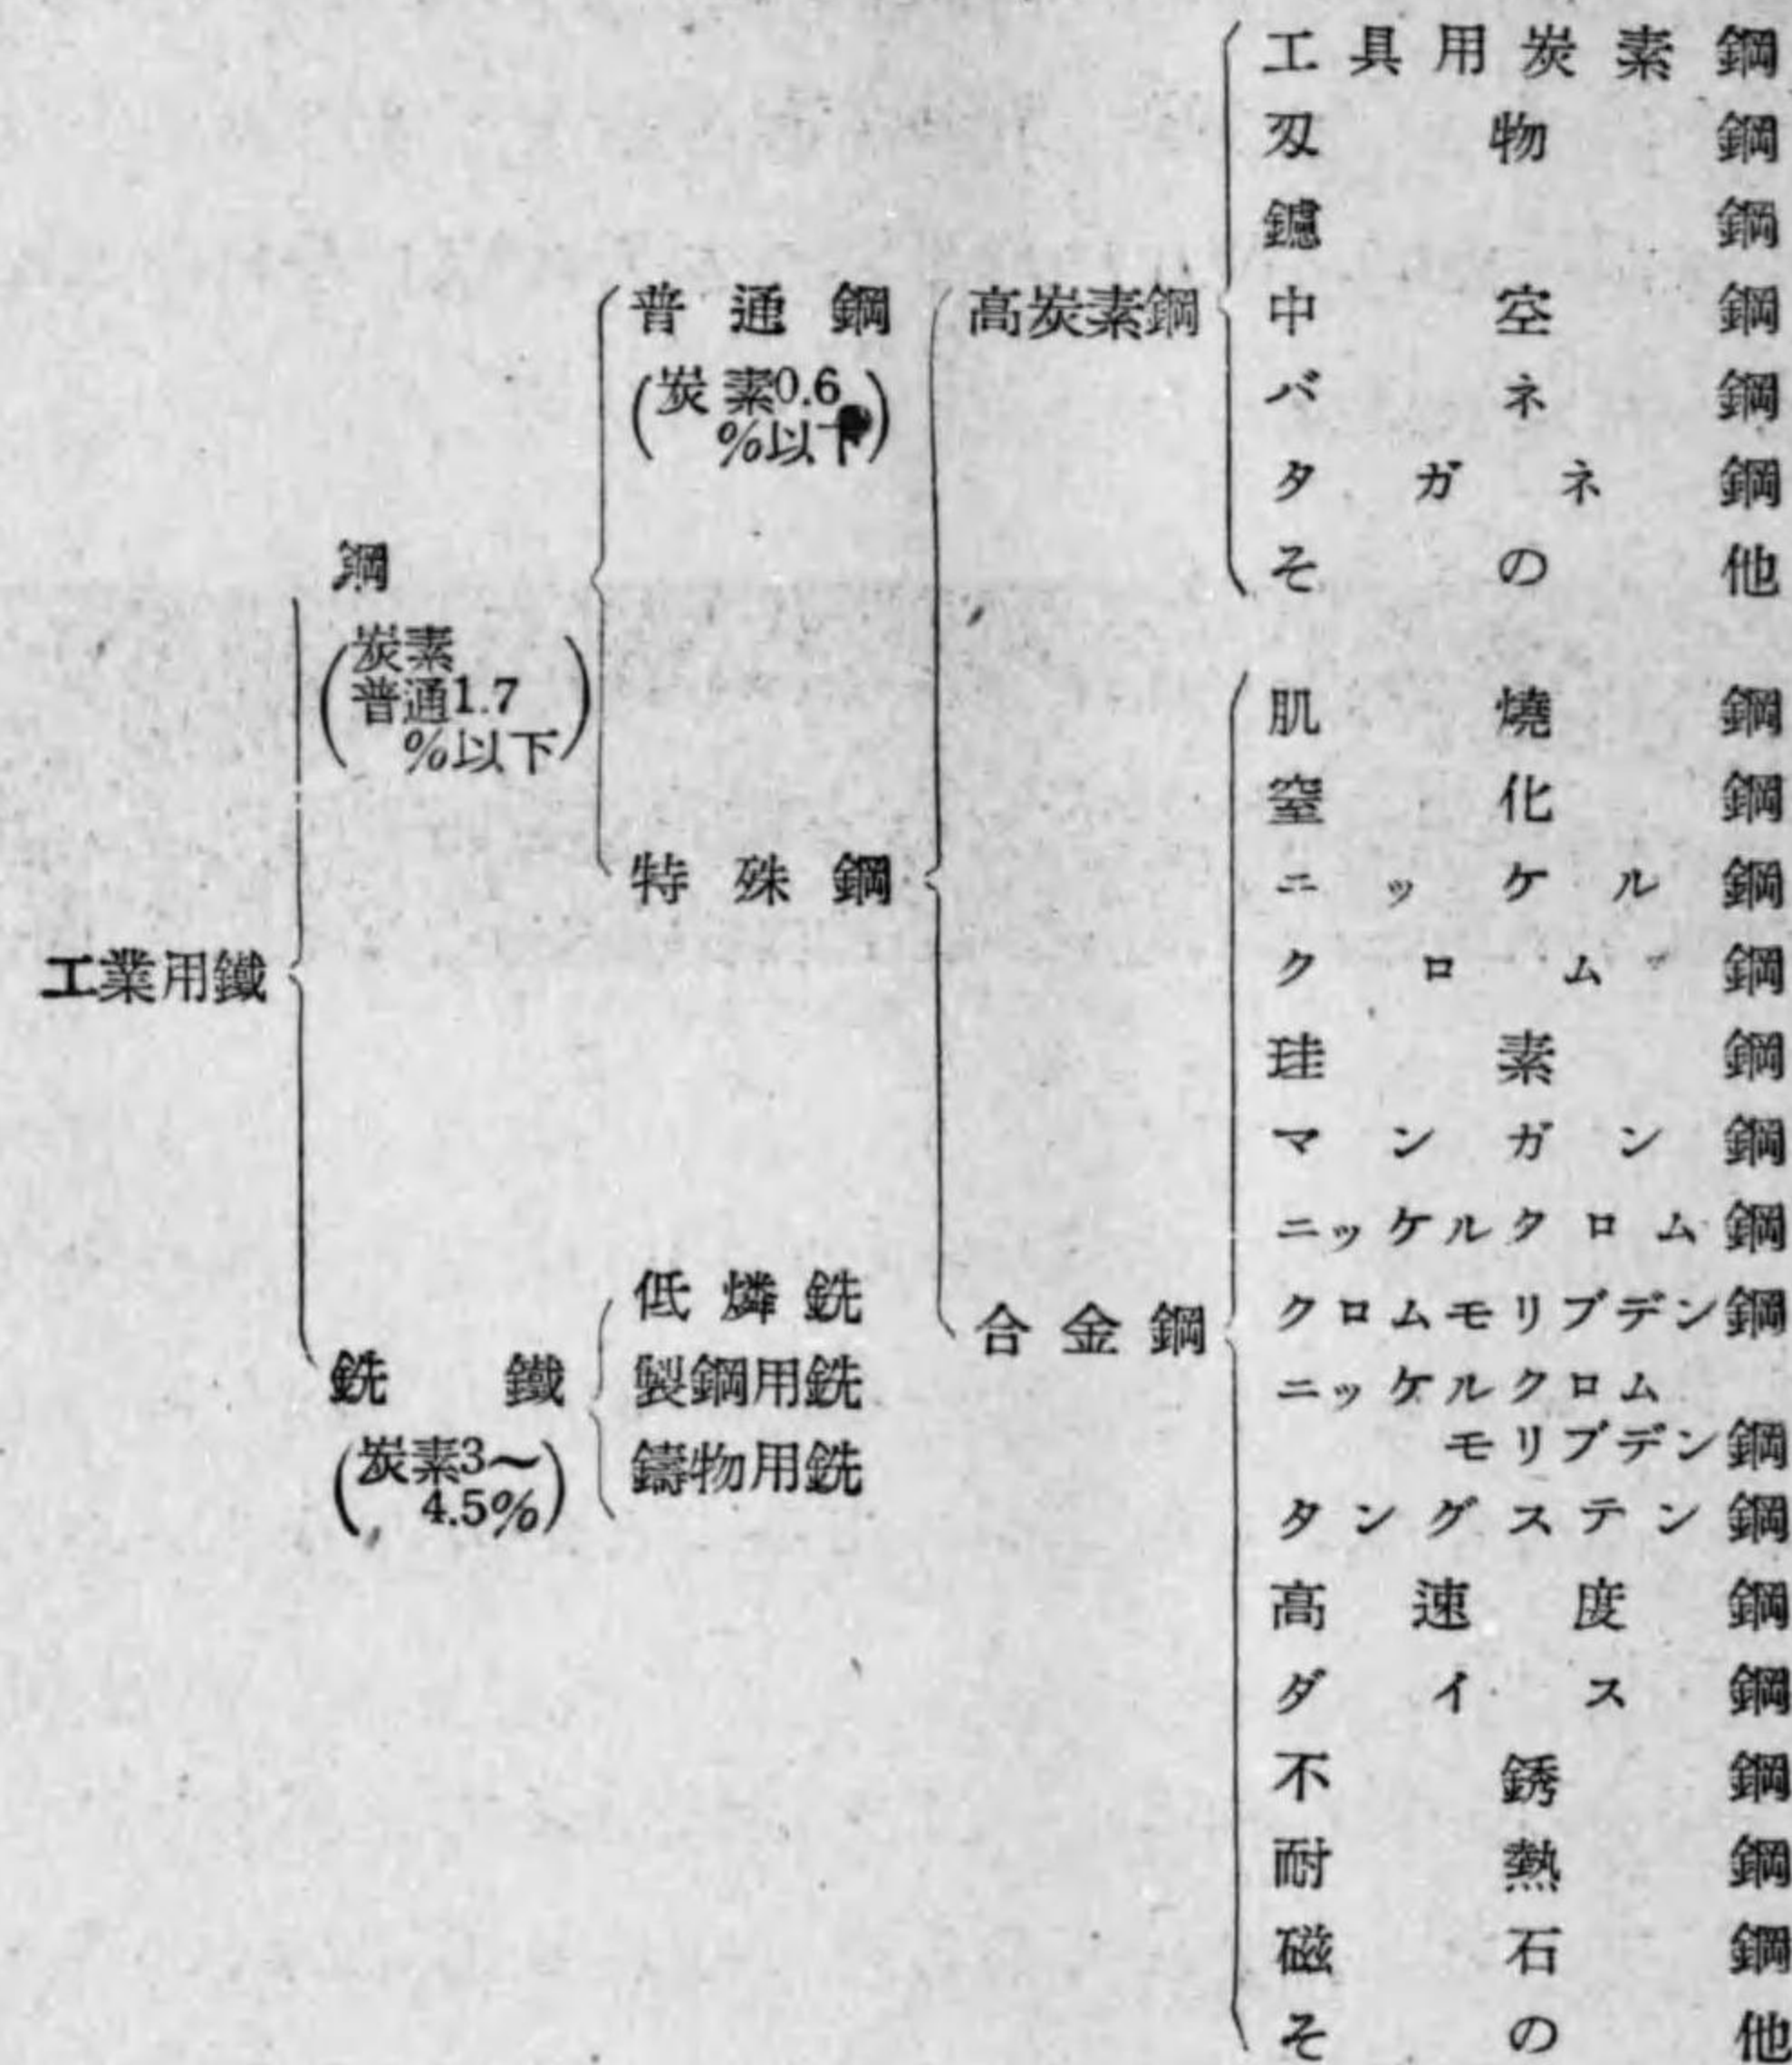 工業用鐵
鋼
(炭素
普通1.7
%以下)
普通鋼
(炭素0.6
%以下)
特殊鋼
高炭素鋼
工具用炭素鋼
刄物鋼
鑢鋼
中空鋼
バネ鋼
タガネ鋼
その他
合金鋼
肌燒鋼
窒化鋼
ニッケル鋼
クロム鋼
珪素鋼
マンガン鋼
ニッケルクロム鋼
クロムモリブデン鋼
ニッケルクロム
モリブデン鋼
タングステン鋼
高速度鋼
ダイス鋼
不銹鋼
耐熱鋼
磁石鋼
その他
銑鐵
(炭素3〜
4.5%)
低燐銑
製鋼用銑
鑄物用銑